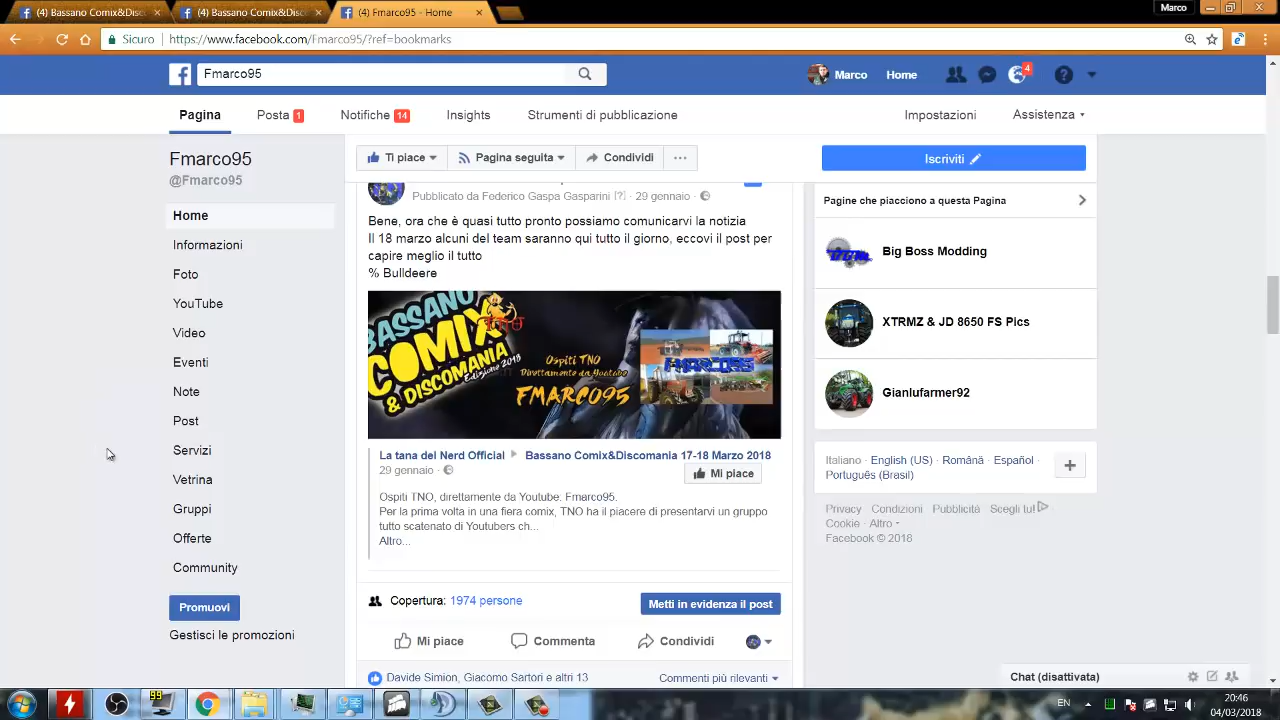 (4) Bassano Comix&Disc
(4) Bassano Comix&Disc
(4) Fmarco95 - Home
Marco
Sicuro
https://www.facebook.com/Fmarco95/?ref=bookmarks
Fmarco95
Marco
Home
4
Pagina
Posta 1
Notifiche 14
Insights
Strumenti di pubblicazione
Impostazioni
Assistenza
Fmarco95
@Fmarco95
Home
Informazioni
Foto
YouTube
Video
Eventi
Note
Post
Servizi
Vetrina
Gruppi
Offerte
Community
Promuovi
Gestisci le promozioni
Ti piace
Pagina seguita
Condividi
Iscriviti
Pubblicato da Federico Gaspa Gasparini [?] · 29 gennaio ·
Bene, ora che è quasi tutto pronto possiamo comunicarvi la notizia
Il 18 marzo alcuni del team saranno qui tutto il giorno, eccovi il post per
capire meglio il tutto
% Bulldeere
BASSANO
COMIX
& DISCOMANIA
Edizione 2018
TNO
Ospiti TNO
Direttamente da Youtube
FMARCO95
FMARCO95
La tana del Nerd Official
Bassano Comix&Discomania 17-18 Marzo 2018
29 gennaio ·
Mi piace
Ospiti TNO, direttamente da Youtube: Fmarco95.
Per la prima volta in una fiera comix, TNO ha il piacere di presentarvi un gruppo
tutto scatenato di Youtubers ch...
Altro...
Copertura: 1974 persone
Metti in evidenza il post
Mi piace
Commenta
Condividi
Davide Simion, Giacomo Sartori e altri 13
Commenti più rilevanti
Pagine che piacciono a questa Pagina
Big Boss Modding
XTRMZ & JD 8650 FS Pics
Gianlufarmer92
Italiano · English (US) · Română · Español ·
Português (Brasil)
Privacy · Condizioni · Pubblicità · Scegli tu!
Cookie · Altro
Facebook © 2018
Chat (disattivata)
99
EN
20:46
04/03/2018